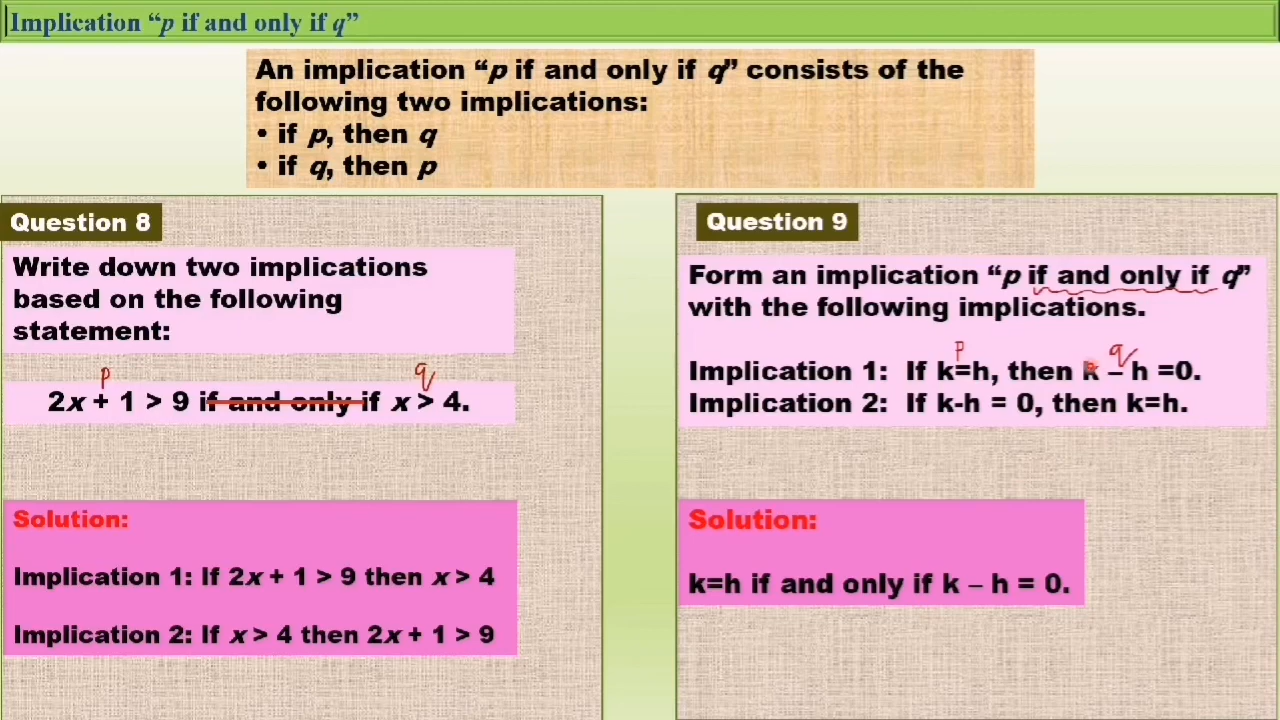 Implication “p if and only if q”
An implication “p if and only if q” consists of the
following two implications:
• if p, then q
• if q, then p
Question 8
Write down two implications
based on the following
statement:
p q
2x + 1 > 9 if and only if x > 4.
Solution:
Implication 1: If 2x + 1 > 9 then x > 4
Implication 2: If x > 4 then 2x + 1 > 9
Question 9
Form an implication “p if and only if q”
with the following implications.
p q
Implication 1: If k=h, then k – h =0.
Implication 2: If k-h = 0, then k=h.
Solution:
k=h if and only if k – h = 0.